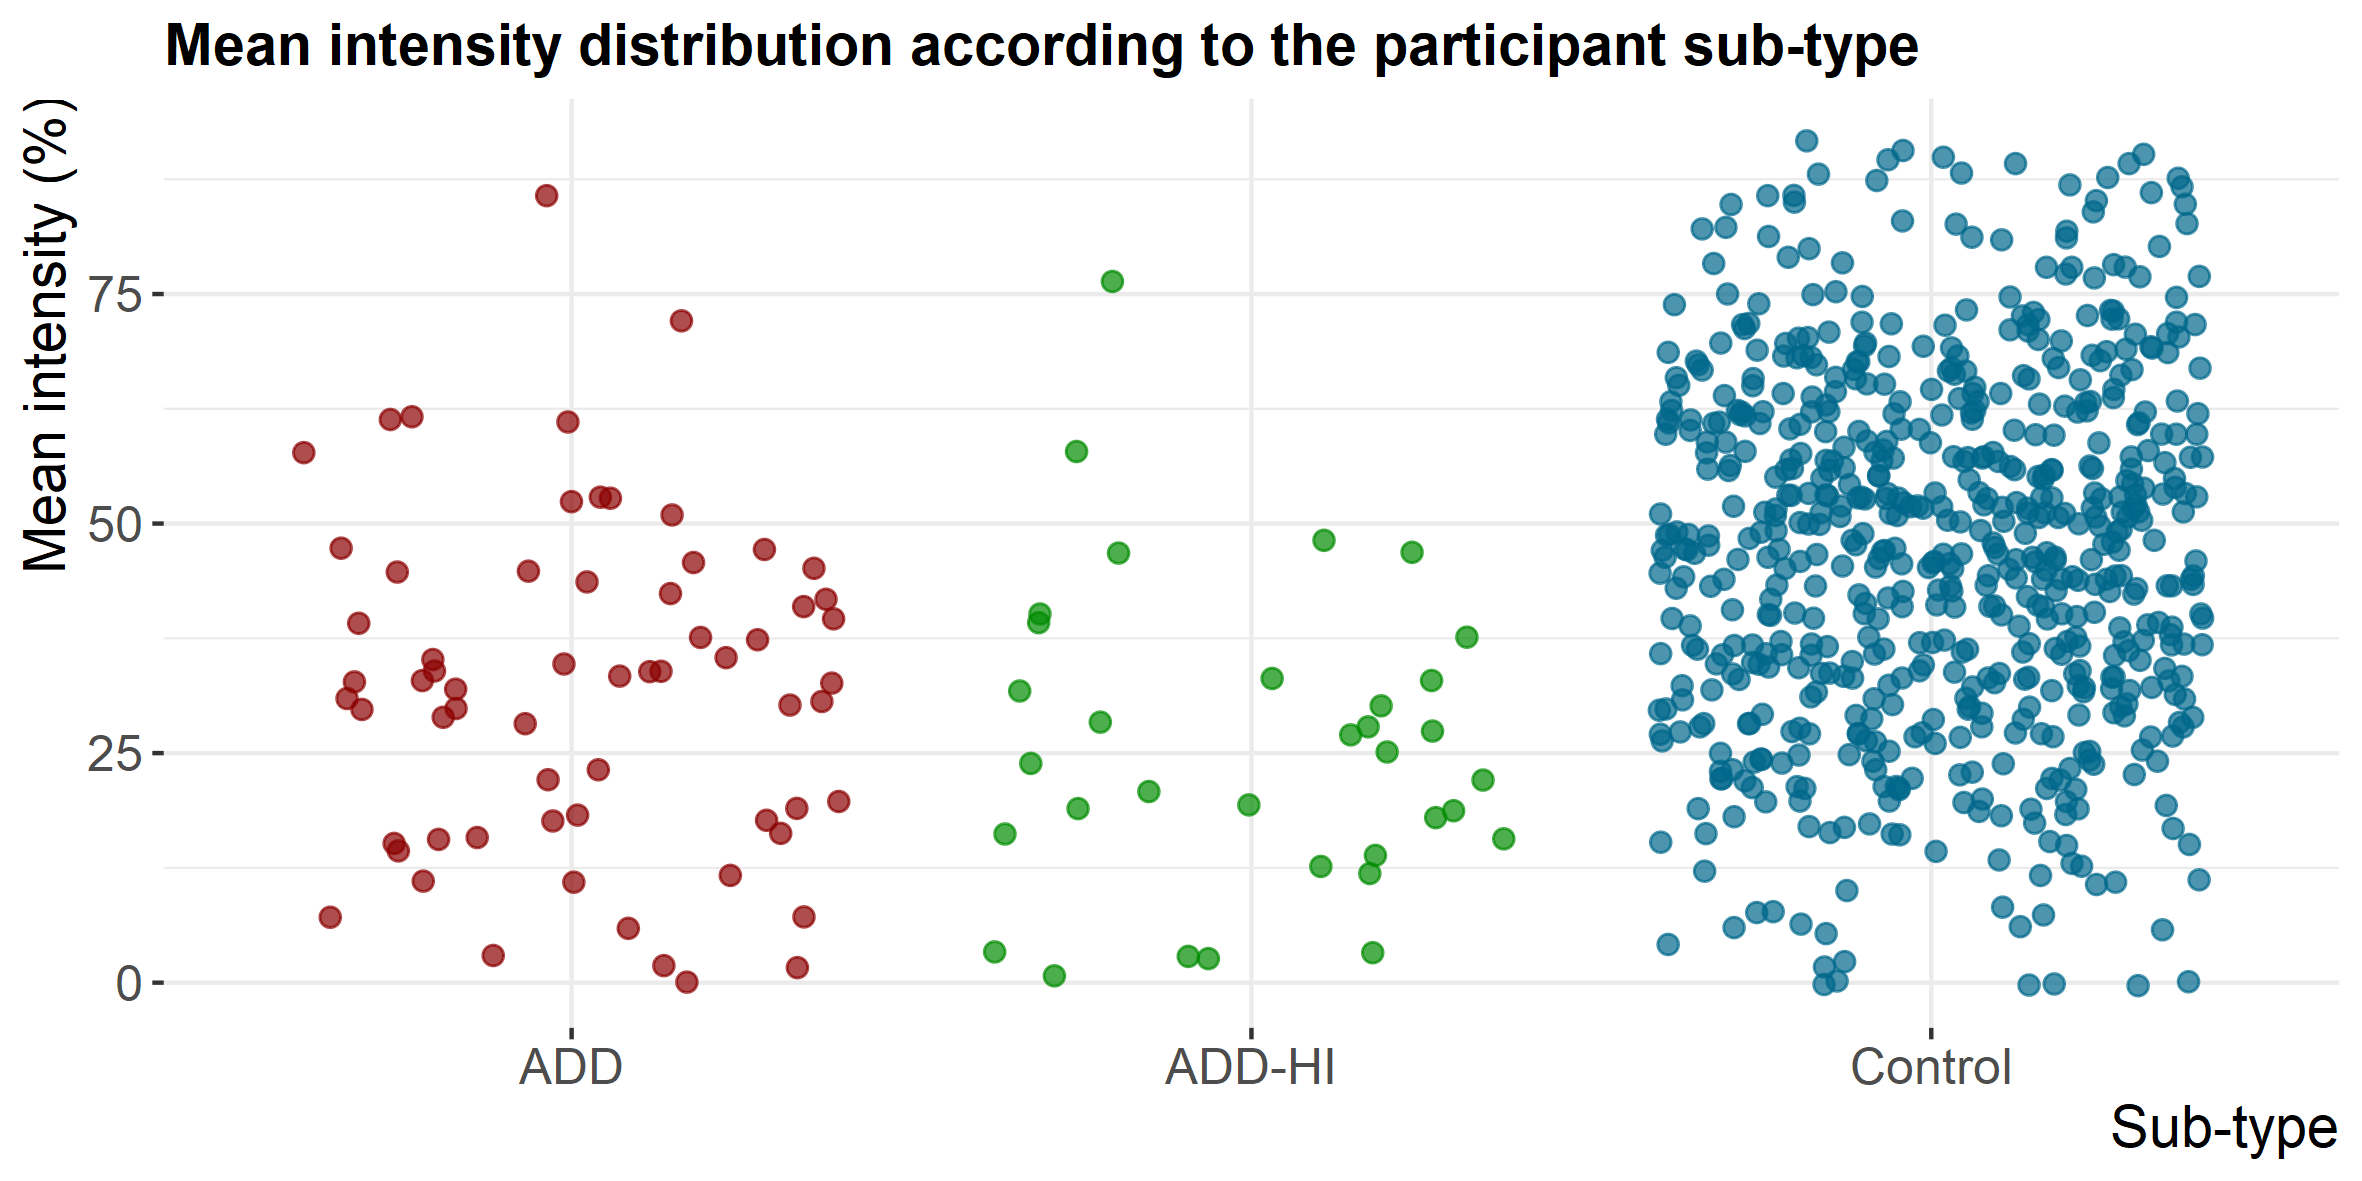 Mean intensity distribution according to the participant sub-type
Mean intensity (%)
75
50
25
0
ADD
ADD-HI
Control
Sub-type